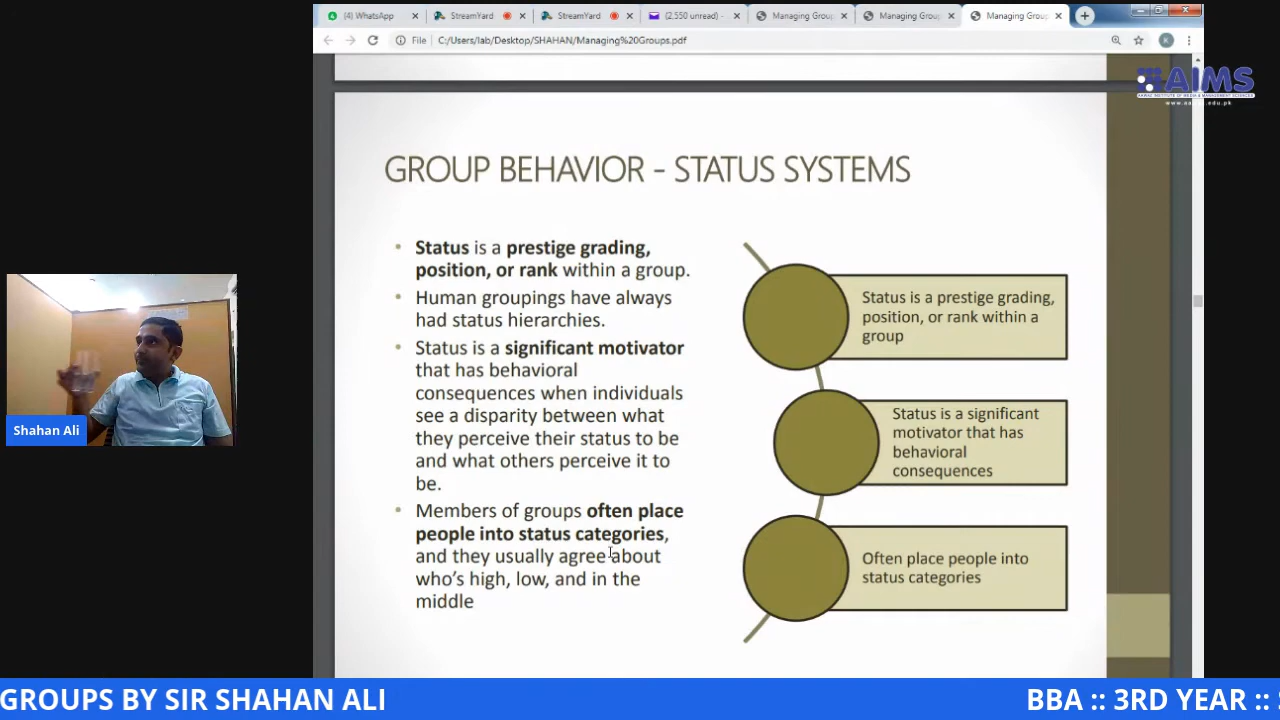 (4) WhatsApp
StreamYard
StreamYard
(2,550 unread) -
Managing Group
Managing Group
Managing Group
File
C:/Users/lab/Desktop/SHAHAN/Managing%20Groups.pdf
K
AIMS
GROUP BEHAVIOR - STATUS SYSTEMS
• Status is a prestige grading,
position, or rank within a group.
• Human groupings have always
had status hierarchies.
• Status is a significant motivator
that has behavioral
consequences when individuals
see a disparity between what
they perceive their status to be
and what others perceive it to
be.
• Members of groups often place
people into status categories,
and they usually agree about
who's high, low, and in the
middle
Status is a prestige grading,
position, or rank within a
group
Status is a significant
motivator that has
behavioral
consequences
Often place people into
status categories
Shahan Ali
GROUPS BY SIR SHAHAN ALI
BBA :: 3RD YEAR ::